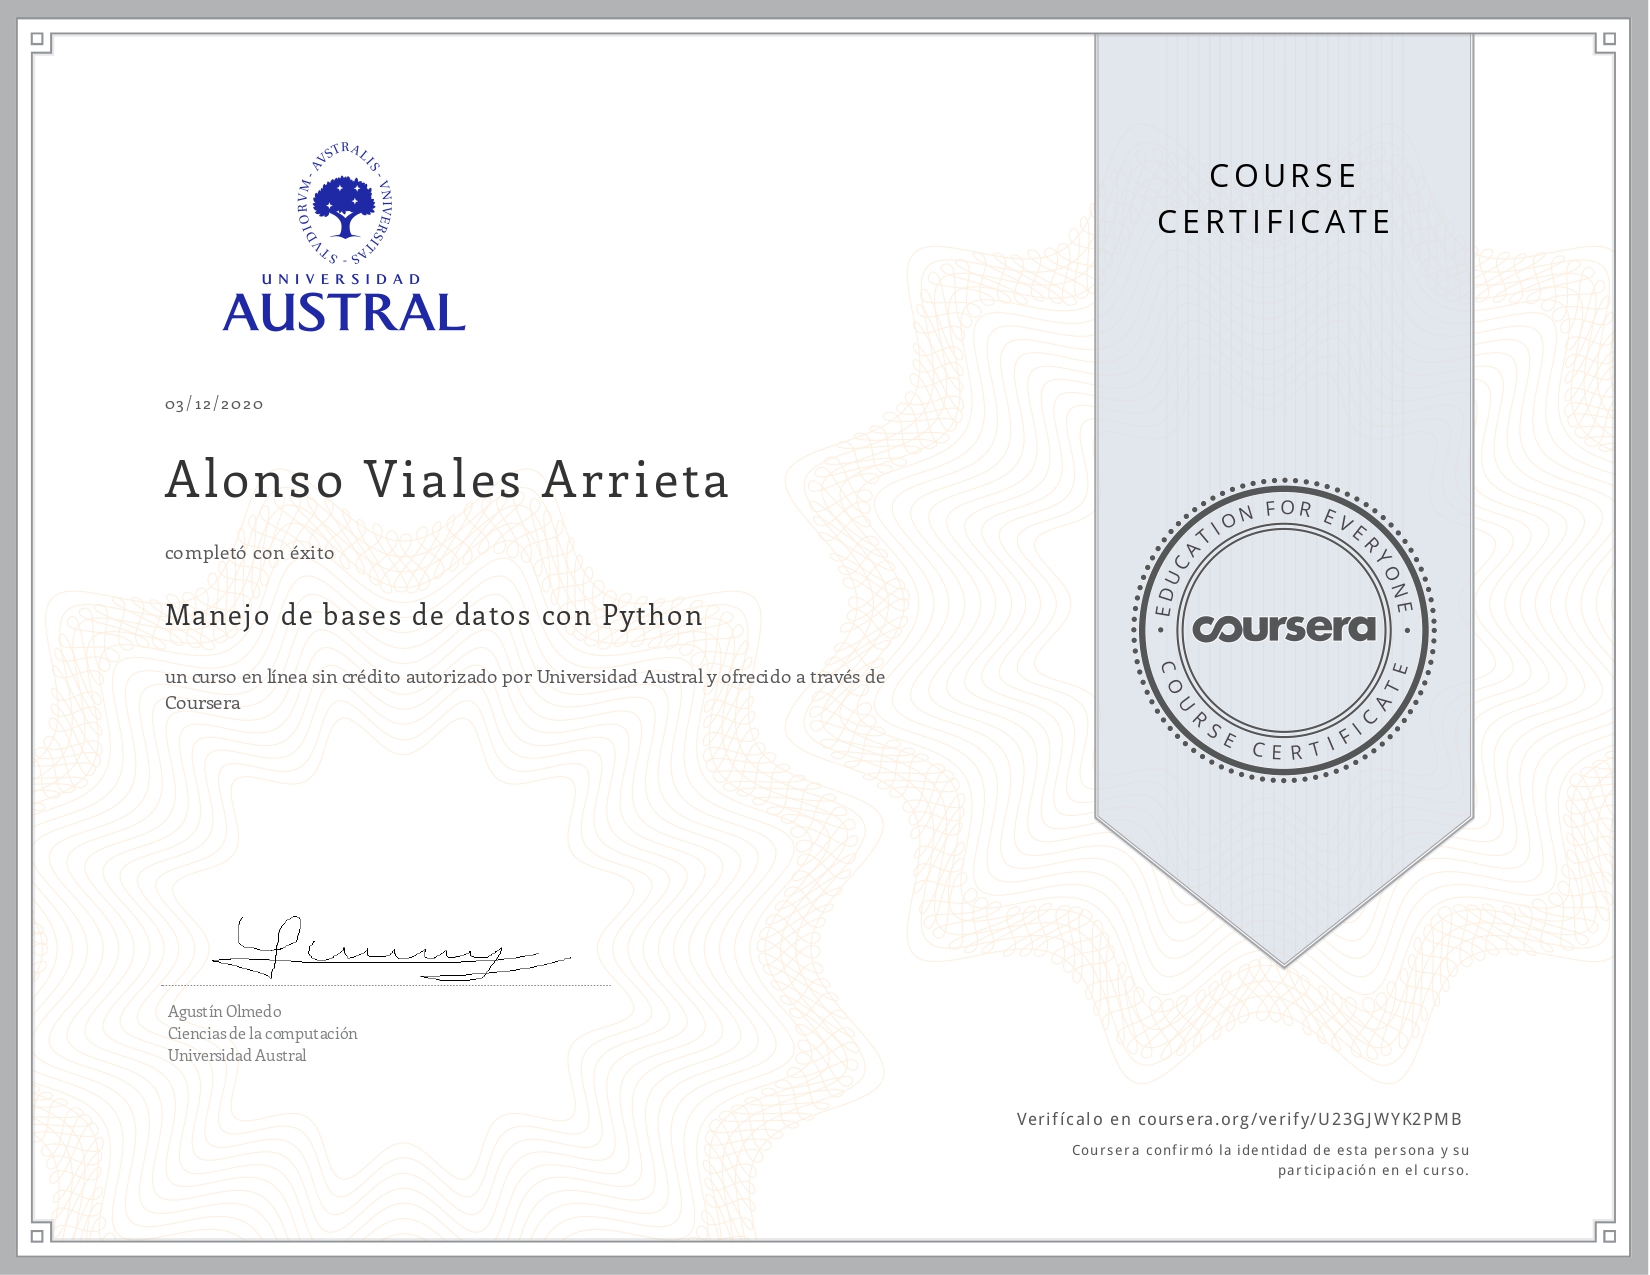 AVSTRALIS - VNIVERSITAS - STVDIORVM -
UNIVERSIDAD
AUSTRAL
COURSE
CERTIFICATE
03/12/2020
Alonso Viales Arrieta
completó con éxito
Manejo de bases de datos con Python
un curso en línea sin crédito autorizado por Universidad Austral y ofrecido a través de
Coursera
EDUCATION FOR EVERYONE
coursera
COURSE CERTIFICATE
Agustín Olmedo
Ciencias de la computación
Universidad Austral
Verifícalo en coursera.org/verify/U23GJWYK2PMB
Coursera confirmó la identidad de esta persona y su
participación en el curso.